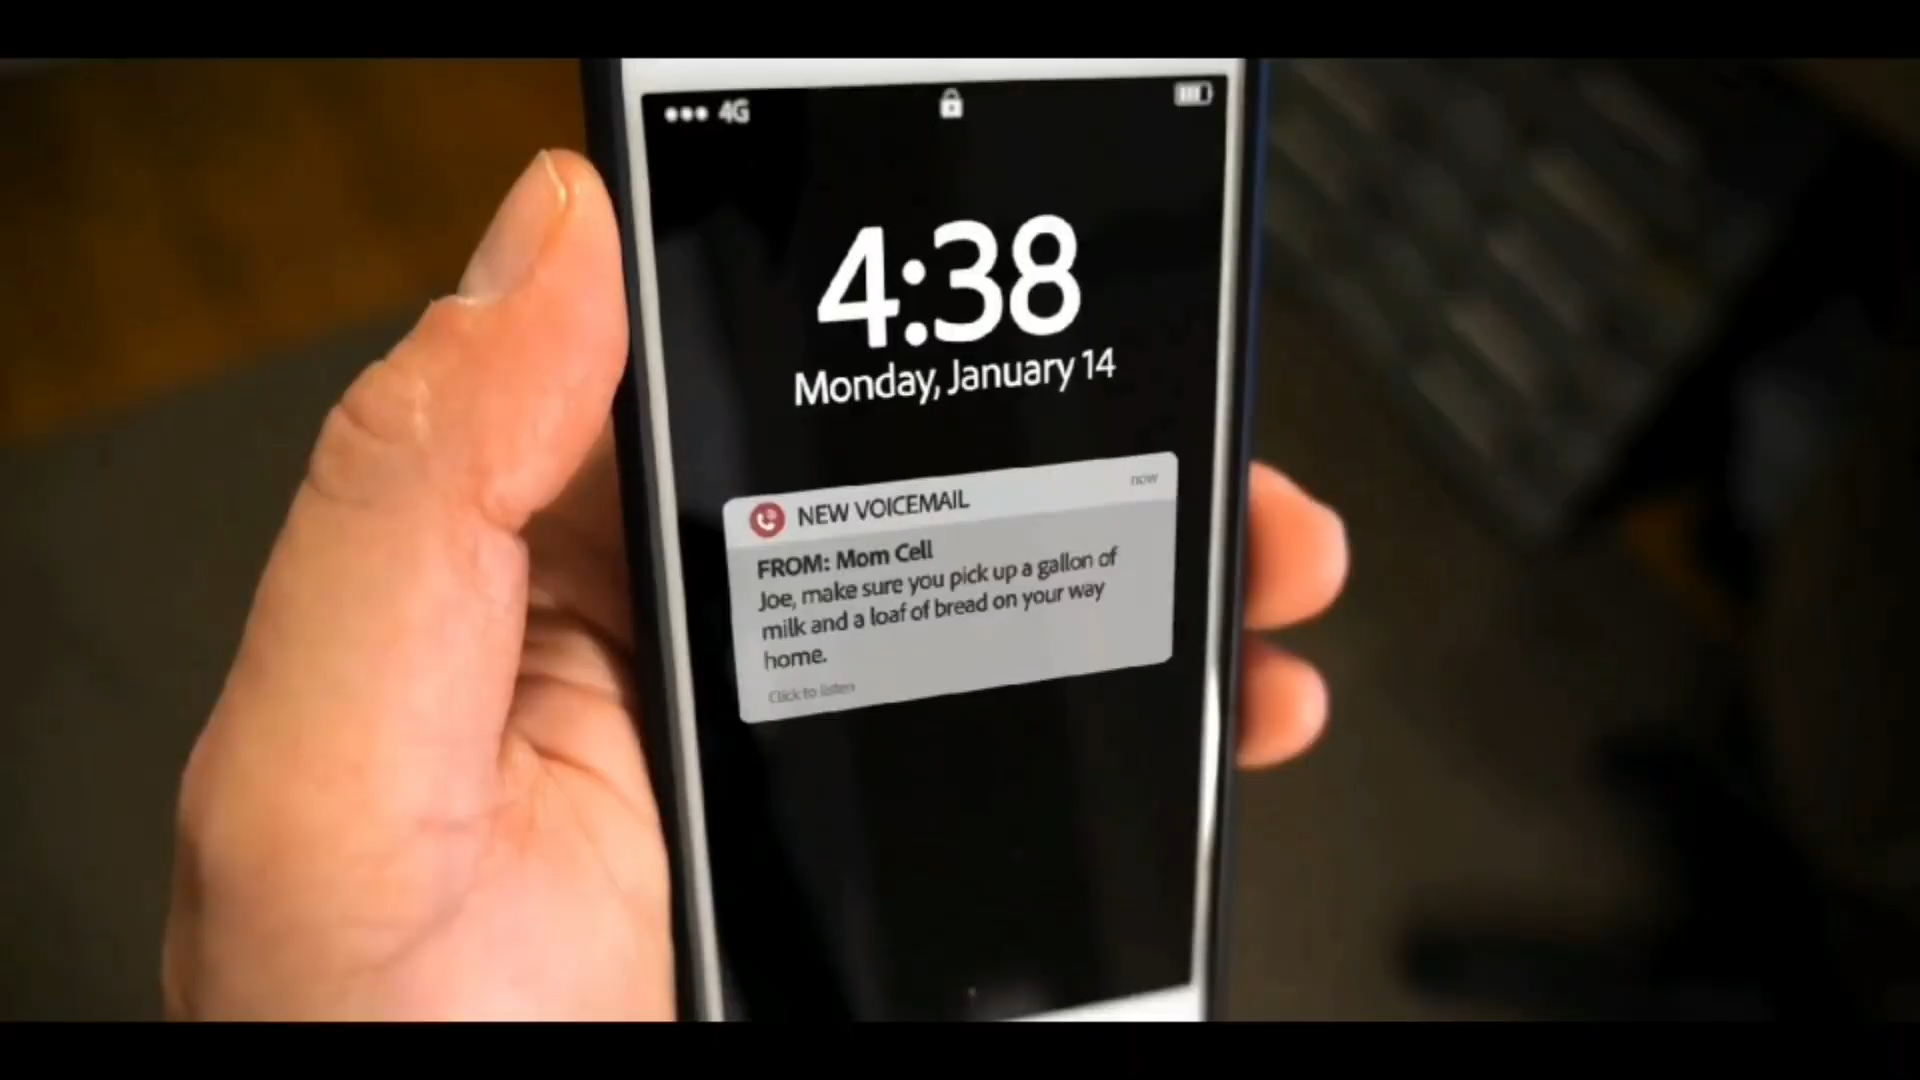 4G
4:38
Monday, January 14
NEW VOICEMAIL
now
FROM: Mom Cell
Joe, make sure you pick up a gallon of
milk and a loaf of bread on your way
home.
Click to listen